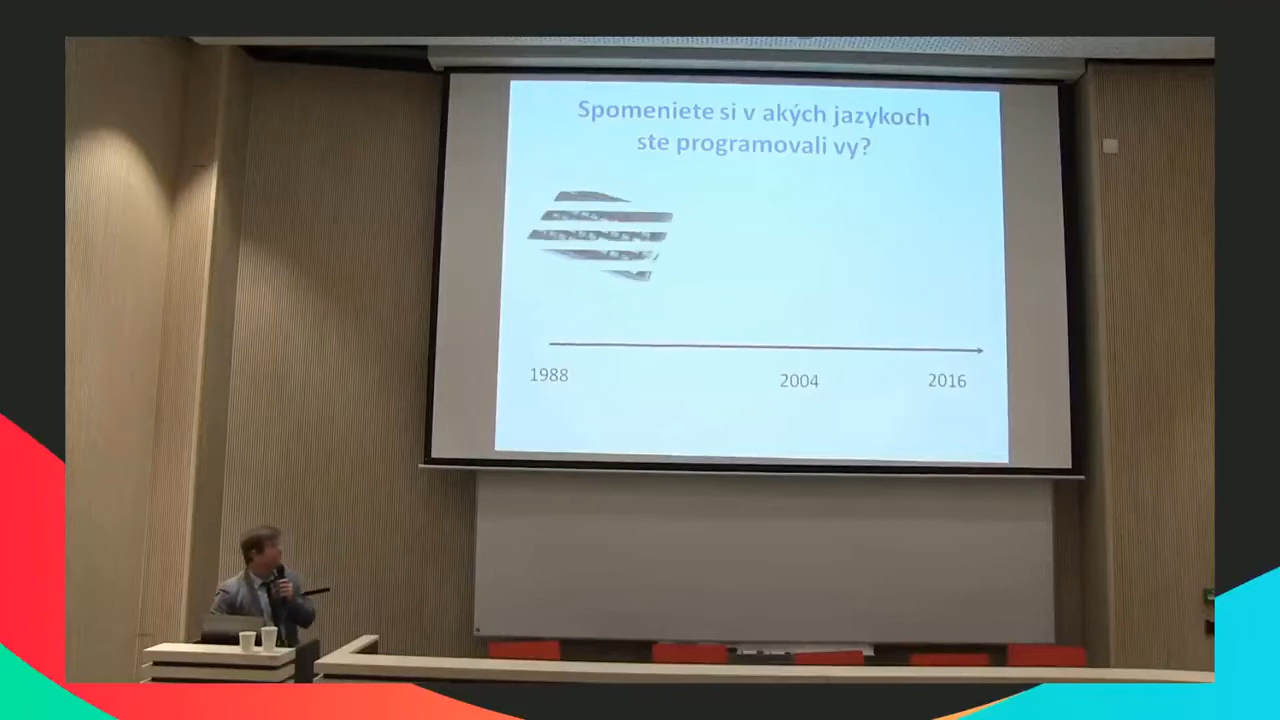 Spomeniete si v akých jazykoch
ste programovali vy?
1988
2004
2016